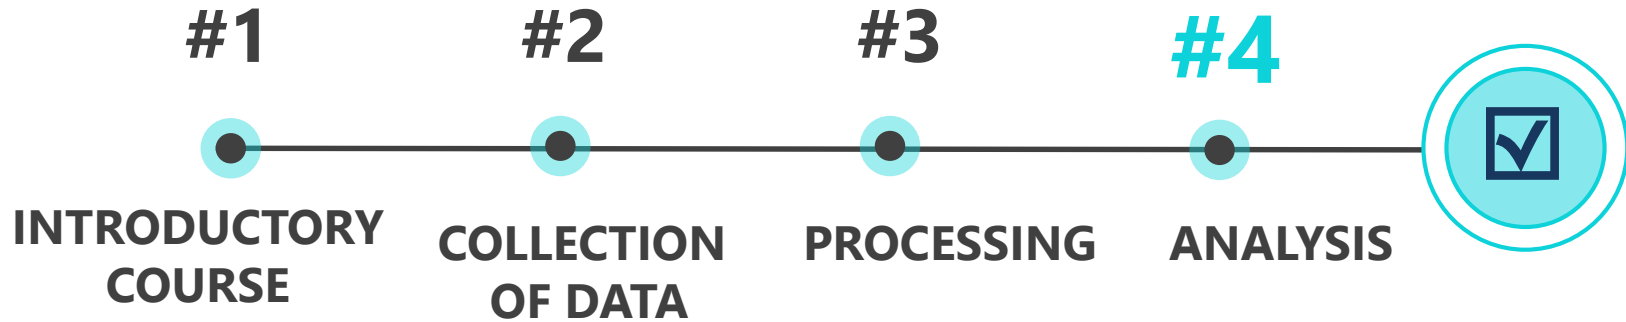 #1
#2
#3
#4
INTRODUCTORY
COURSE
COLLECTION
OF DATA
PROCESSING
ANALYSIS